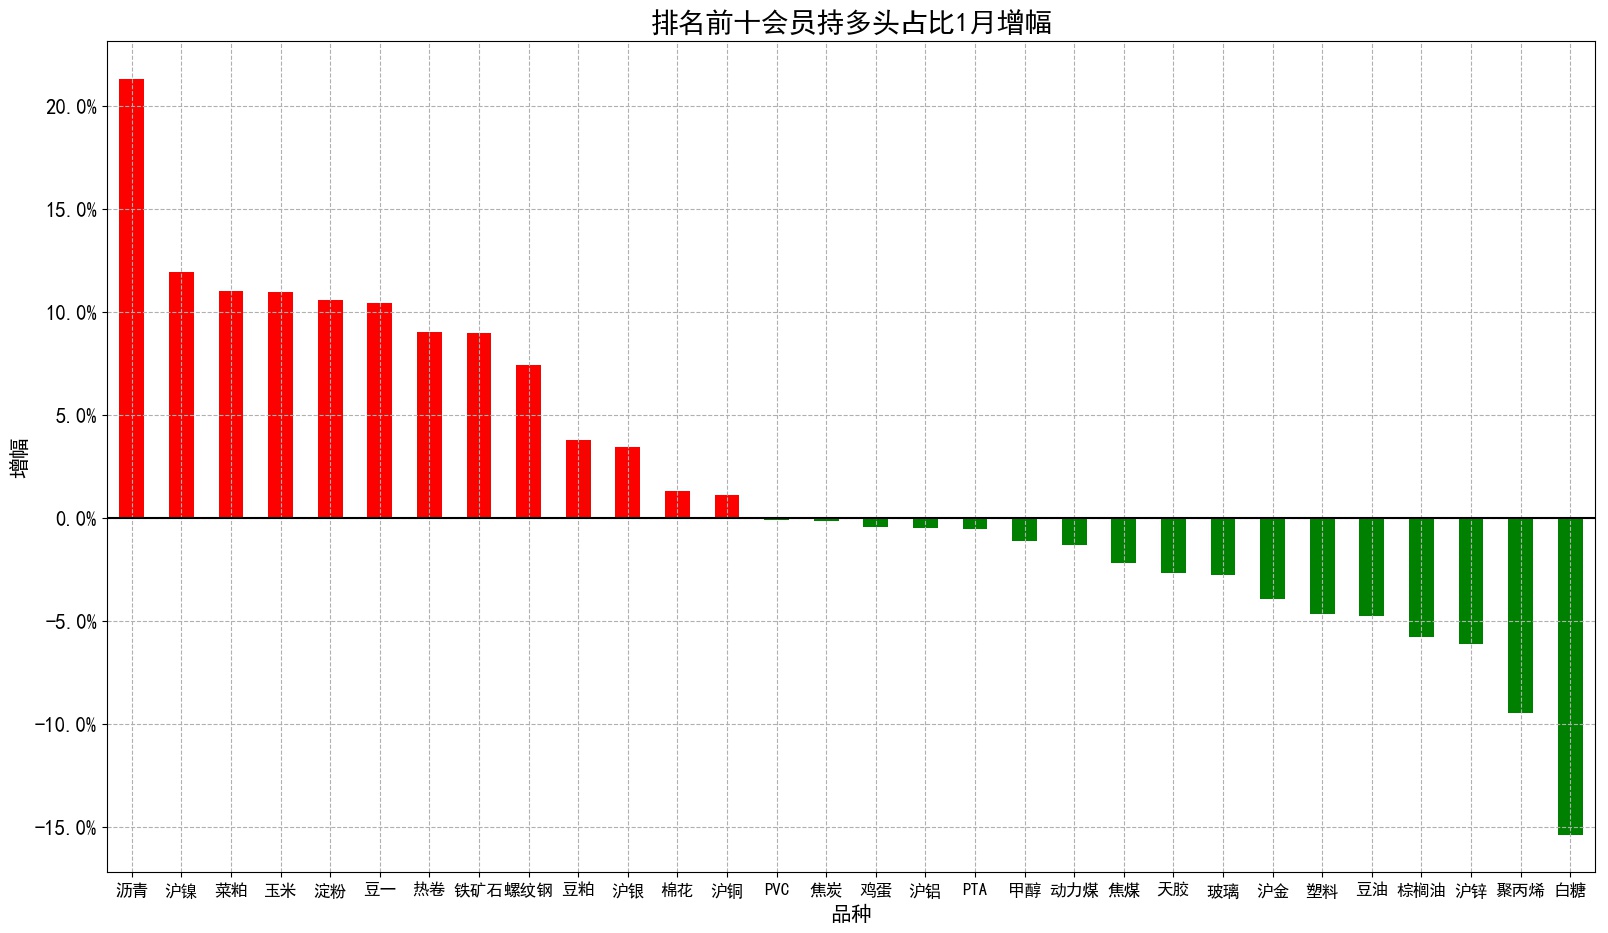 排名前十会员持多头占比1月增幅
20.0%
15.0%
10.0%
5.0%
0.0%
−5.0%
−10.0%
−15.0%
增幅
沥青 沪镍 菜粕 玉米 淀粉 豆一 热卷 铁矿石 螺纹钢 豆粕 沪银 棉花 沪铜 PVC 焦炭 鸡蛋 沪铝 PTA 甲醇 动力煤 焦煤 天胶 玻璃 沪金 塑料 豆油 棕榈油 沪锌 聚丙烯 白糖
品种